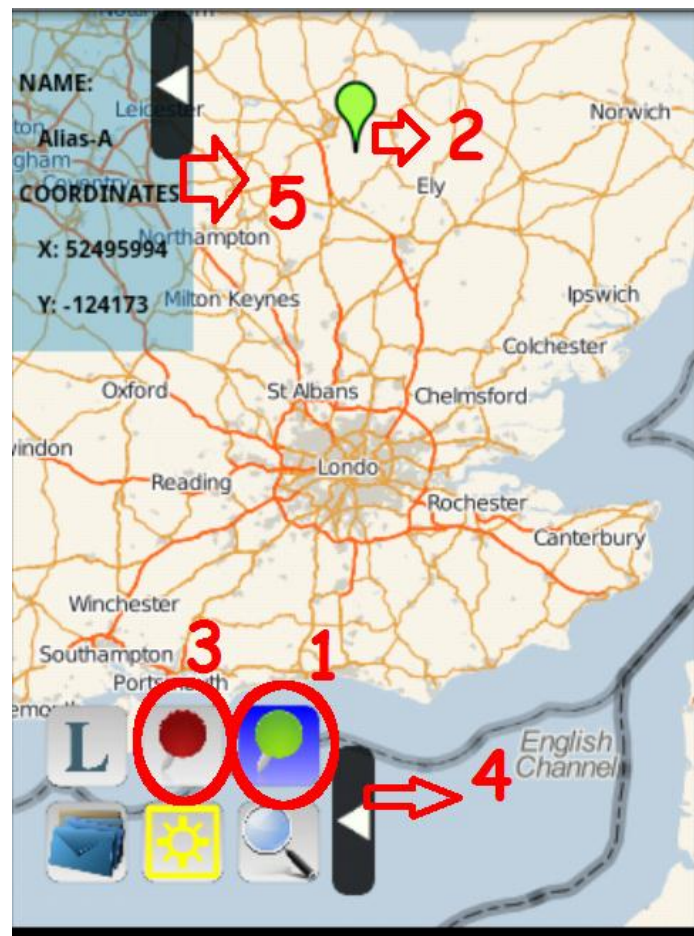 NAME:
Leicester
Alias-A
Norwich
2
COORDINATES
Coventry
Ely
5
Northampton
X: 52495994
Ipswich
Milton Keynes
Y: -124173
Colchester
Oxford
St Albans
Chelmsford
Londo
Reading
Rochester
Canterbury
Winchester
Southampton
3
1
Portsmouth
L
English
Channel
4